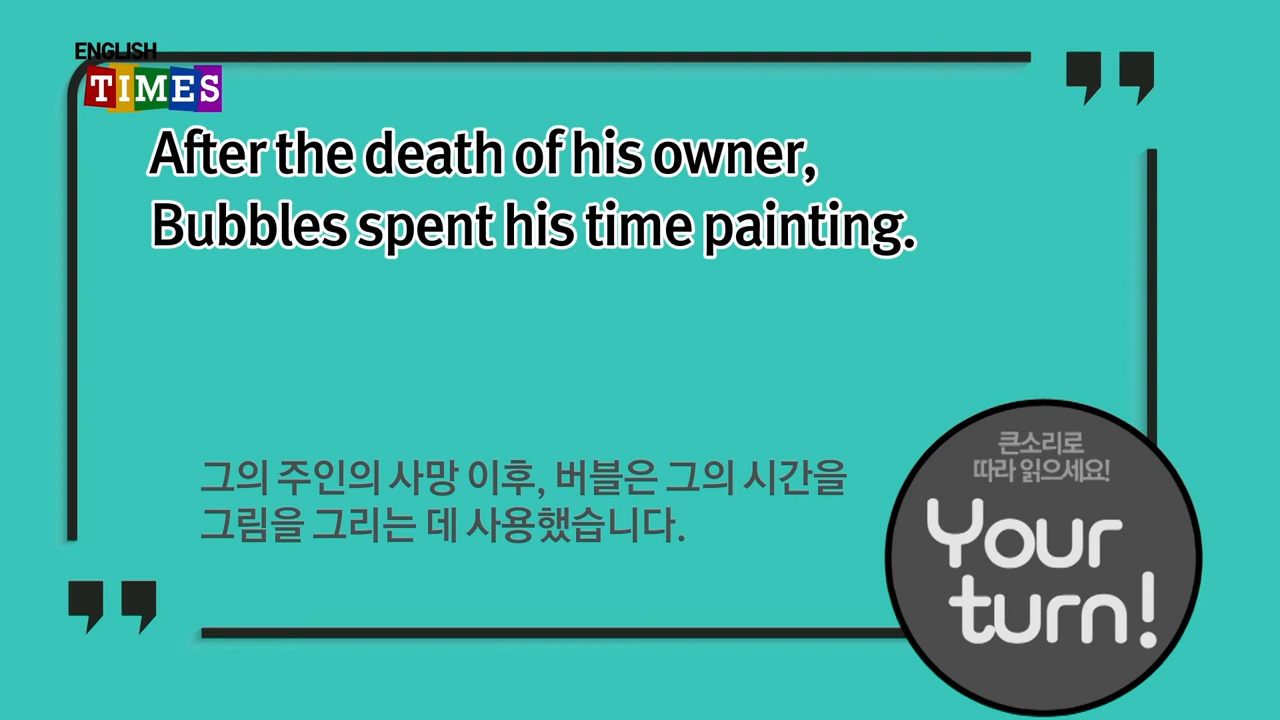 ENGLISH
TIMES
After the death of his owner,
Bubbles spent his time painting.
그의 주인의 사망 이후, 버블은 그의 시간을
그림을 그리는 데 사용했습니다.
큰소리로
따라 읽으세요!
Your
turn!